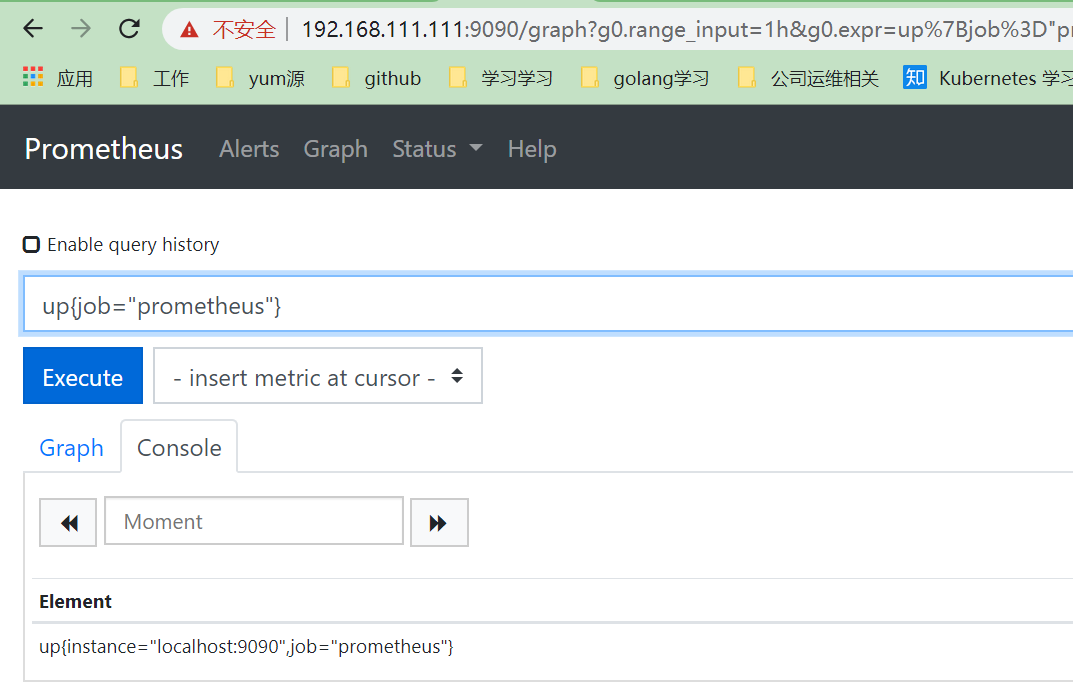 不安全 192.168.111.111:9090/graph?g0.range_input=1h&g0.expr=up%7Bjob%3D"pr
应用 工作 yum源 github 学习学习 golang学习 公司运维相关 知 Kubernetes 学习
Prometheus Alerts Graph Status Help
Enable query history
up{job="prometheus"}
Execute - insert metric at cursor -
Graph Console
Moment
Element
up{instance="localhost:9090",job="prometheus"}